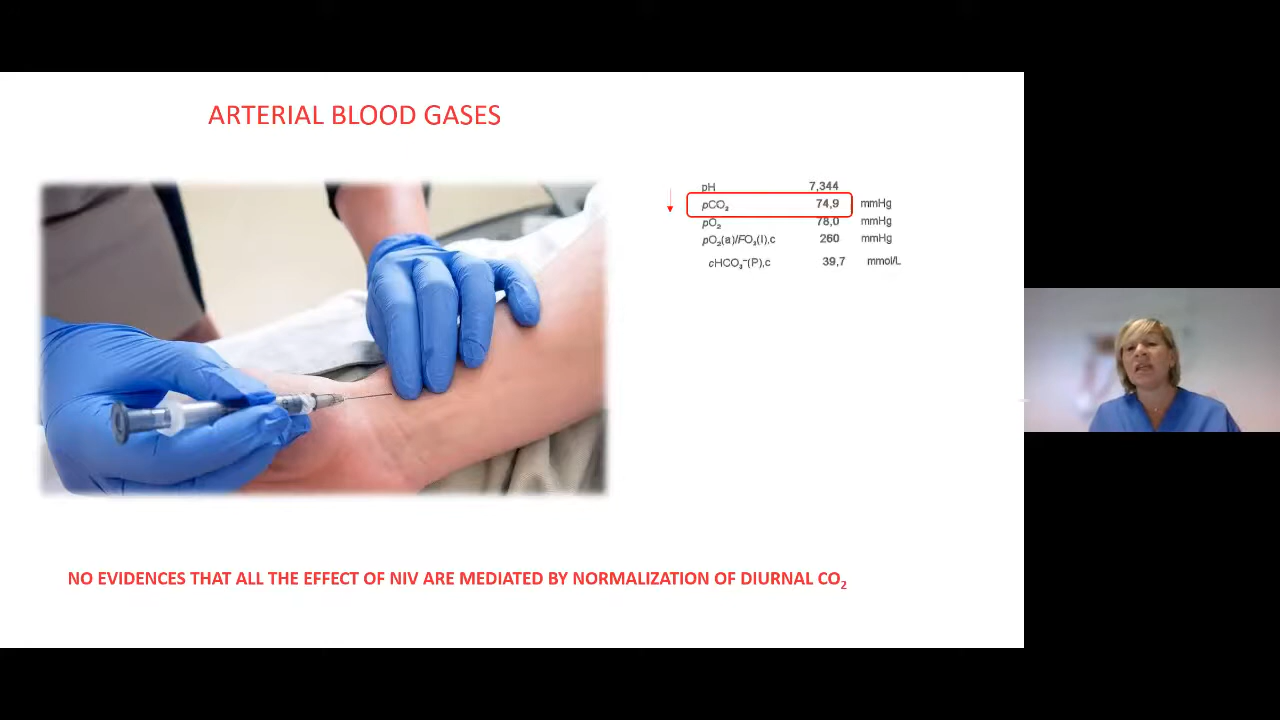 ARTERIAL BLOOD GASES
pH 7,344
pCO₂ 74,9 mmHg
pO₂ 78,0 mmHg
pO₂(a)/FO₂(I),c 260 mmHg
cHCO₃⁻(P),c 39,7 mmol/L
NO EVIDENCES THAT ALL THE EFFECT OF NIV ARE MEDIATED BY NORMALIZATION OF DIURNAL CO₂